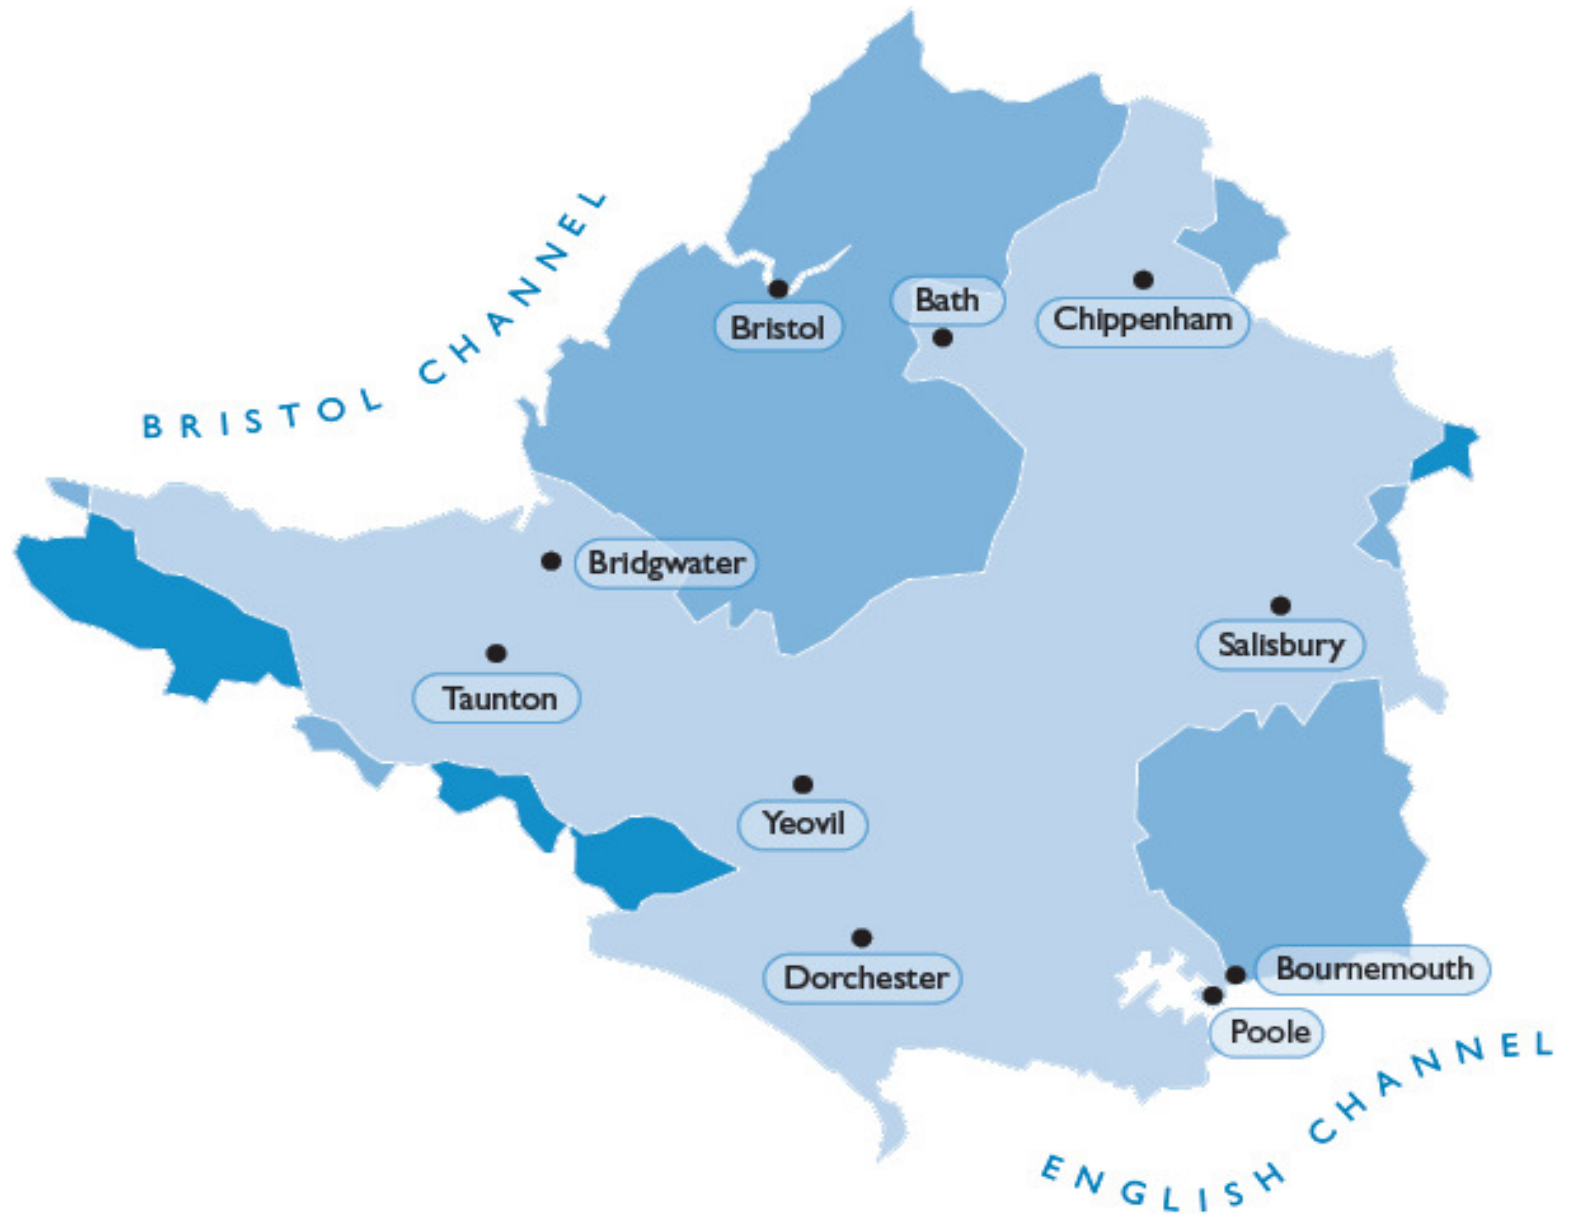 BRISTOL CHANNEL
Bristol
Bath
Chippenham
Bridgwater
Salisbury
Taunton
Yeovil
Dorchester
Bournemouth
Poole
ENGLISH CHANNEL